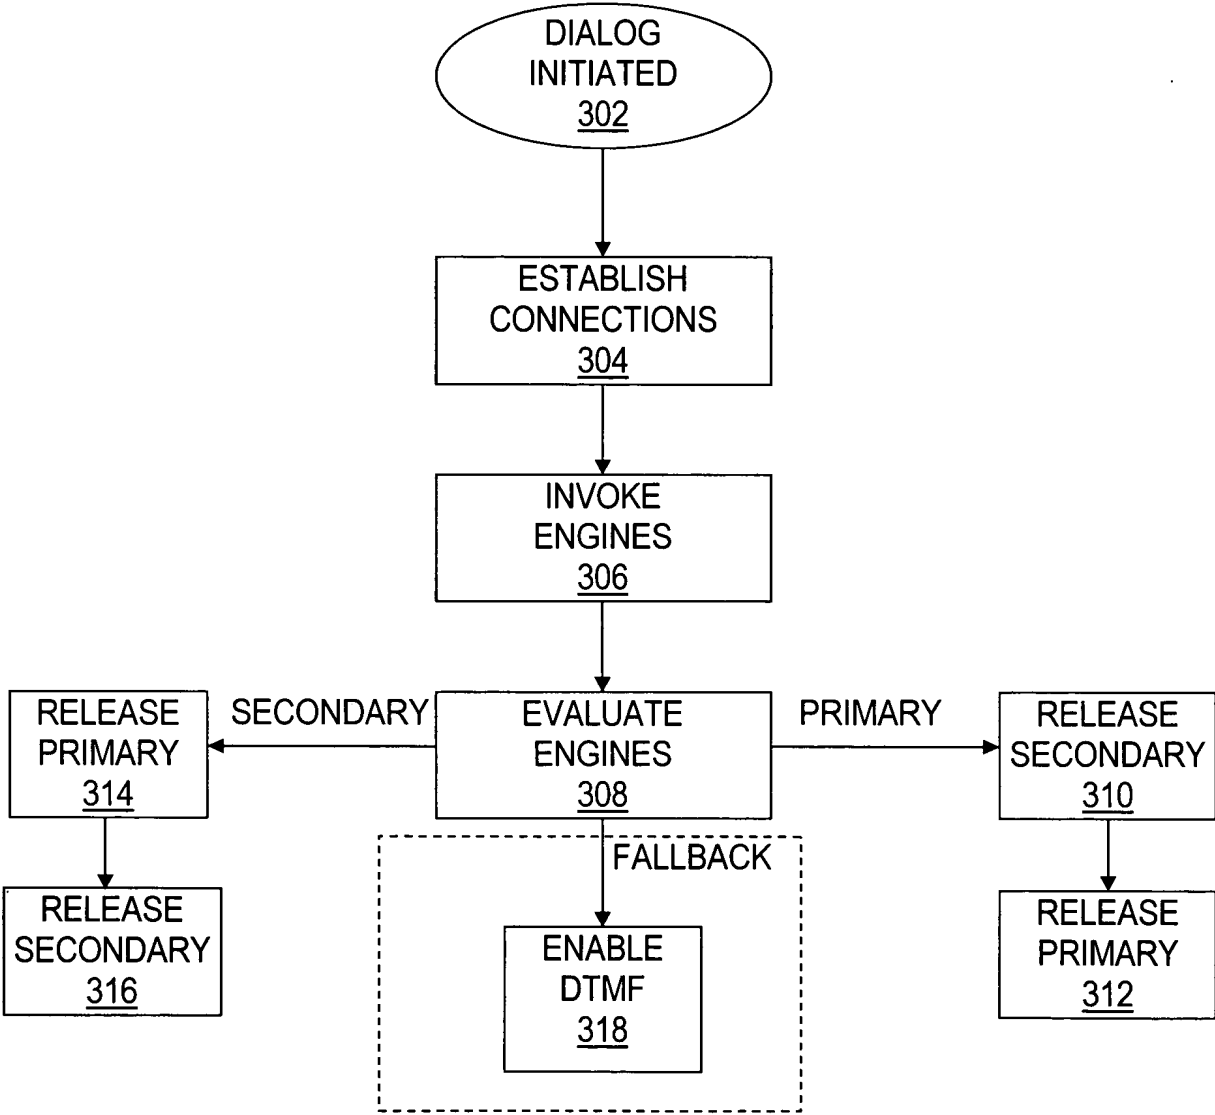 DIALOG
INITIATED
302
ESTABLISH
CONNECTIONS
304
INVOKE
ENGINES
306
RELEASE
PRIMARY
314
SECONDARY
EVALUATE
ENGINES
308
PRIMARY
RELEASE
SECONDARY
310
FALLBACK
RELEASE
SECONDARY
316
ENABLE
DTMF
318
RELEASE
PRIMARY
312